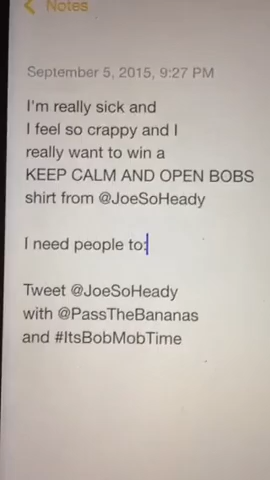 Notes
September 5, 2015, 9:27 PM
I'm really sick and
I feel so crappy and I
really want to win a
KEEP CALM AND OPEN BOBS
shirt from @JoeSoHeady
I need people to:
Tweet @JoeSoHeady
with @PassTheBananas
and #ItsBobMobTime